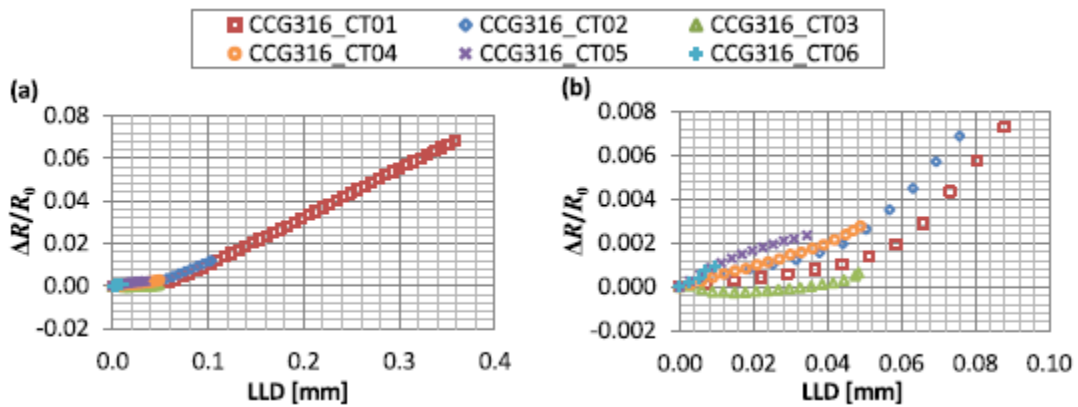 CCG316_CT01 CCG316_CT02 CCG316_CT03
CCG316_CT04 CCG316_CT05 CCG316_CT06
(a)
0.08
0.06
0.04
0.02
0.00
-0.02
ΔR/R0
0.0 0.1 0.2 0.3 0.4
LLD [mm]
(b)
0.008
0.006
0.004
0.002
0.000
-0.002
ΔR/R0
0.00 0.02 0.04 0.06 0.08 0.10
LLD [mm]